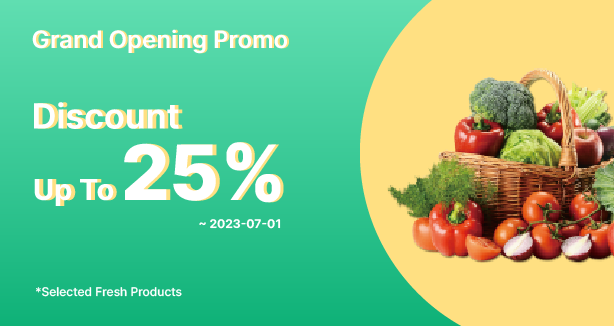 Grand Opening Promo
Discount
Up To 25%
~ 2023-07-01
*Selected Fresh Products